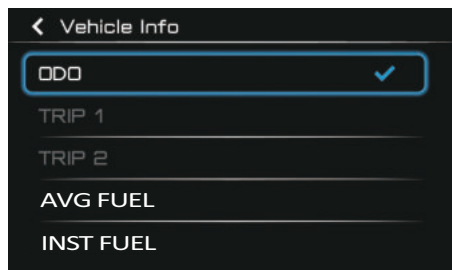 Vehicle Info
ODO
TRIP 1
TRIP 2
AVG FUEL
INST FUEL